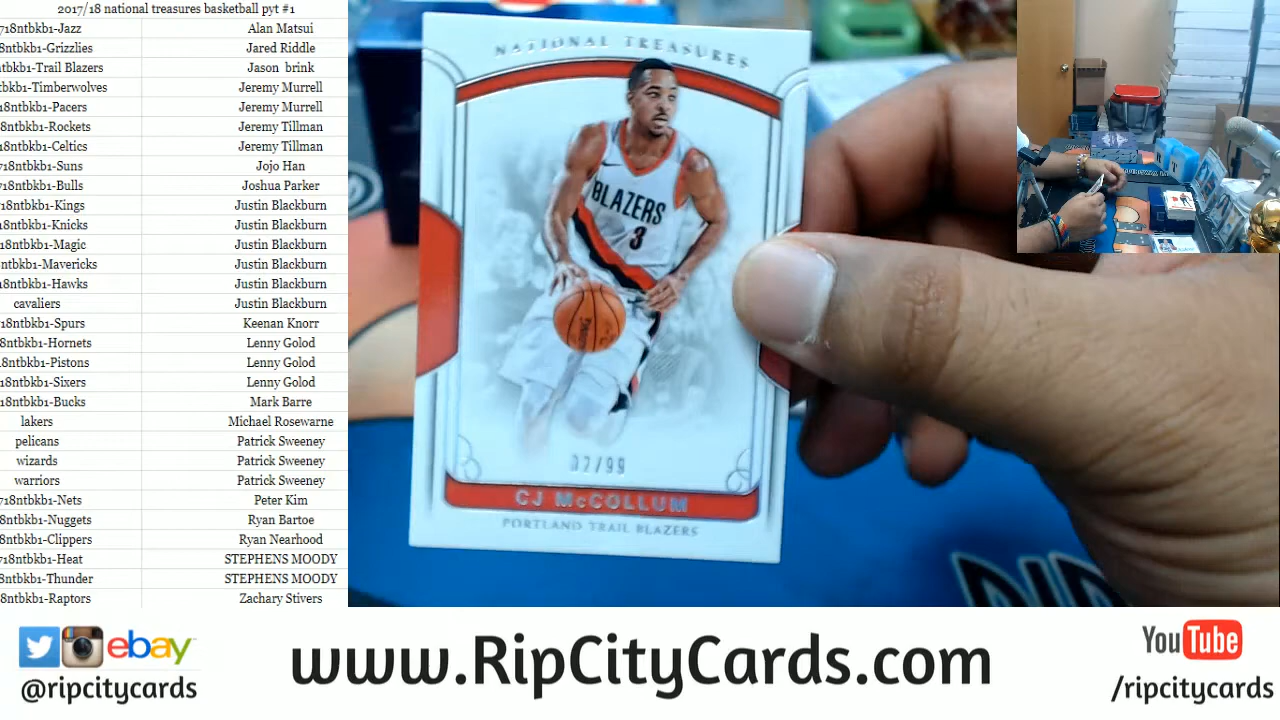 2017/18 national treasures basketball pyt #1
718ntbkb1-Jazz Alan Matsui
8ntbkb1-Grizzlies Jared Riddle
ntbkb1-Trail Blazers Jason brink
tbkb1-Timberwolves Jeremy Murrell
718ntbkb1-Pacers Jeremy Murrell
8ntbkb1-Rockets Jeremy Tillman
18ntbkb1-Celtics Jeremy Tillman
718ntbkb1-Suns Jojo Han
718ntbkb1-Bulls Joshua Parker
18ntbkb1-Kings Justin Blackburn
18ntbkb1-Knicks Justin Blackburn
718ntbkb1-Magic Justin Blackburn
ntbkb1-Mavericks Justin Blackburn
18ntbkb1-Hawks Justin Blackburn
cavaliers Justin Blackburn
18ntbkb1-Spurs Keenan Knorr
8ntbkb1-Hornets Lenny Golod
8ntbkb1-Pistons Lenny Golod
18ntbkb1-Sixers Lenny Golod
18ntbkb1-Bucks Mark Barre
lakers Michael Rosewarne
pelicans Patrick Sweeney
wizards Patrick Sweeney
warriors Patrick Sweeney
718ntbkb1-Nets Peter Kim
8ntbkb1-Nuggets Ryan Bartoe
8ntbkb1-Clippers Ryan Nearhood
718ntbkb1-Heat STEPHENS MOODY
8ntbkb1-Thunder STEPHENS MOODY
8ntbkb1-Raptors Zachary Stivers
NATIONAL TREASURES
BLAZERS
3
/99
CJ McCOLLUM
PORTLAND TRAIL BLAZERS
ebay
@ripcitycards
www.RipCityCards.com
YouTube
/ripcitycards